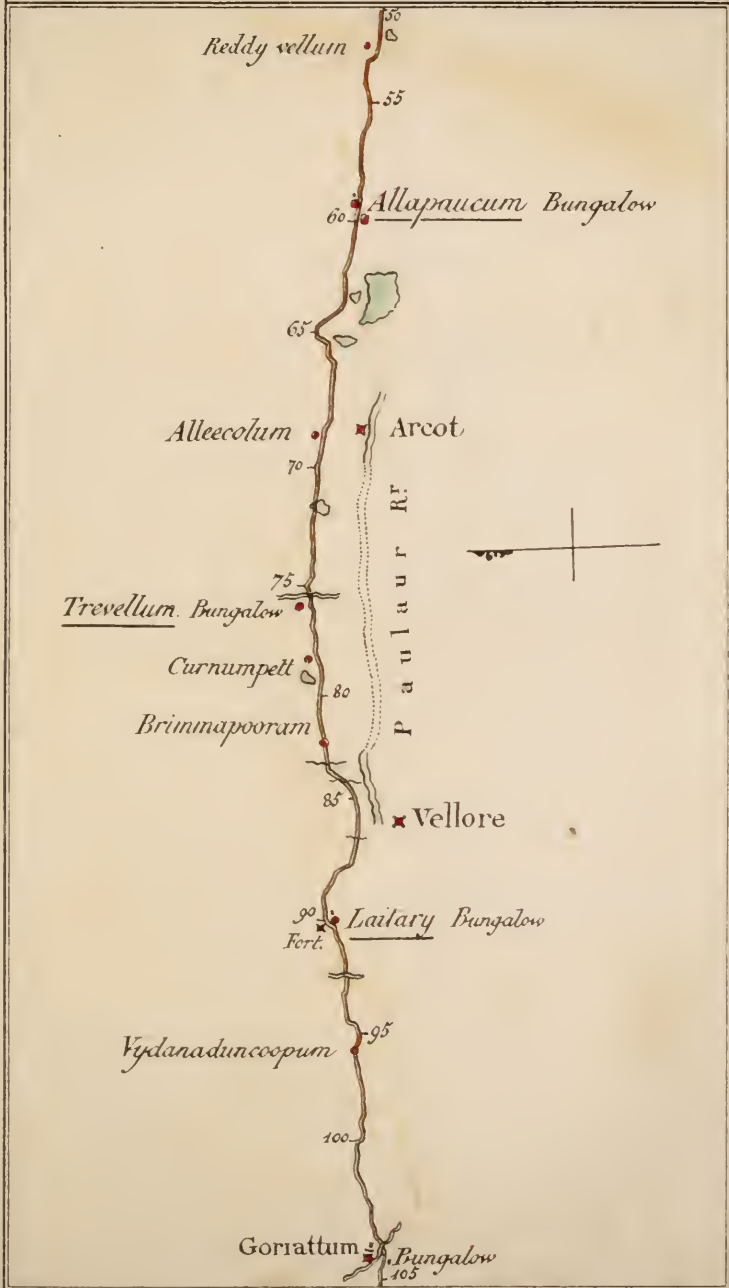 50
Reddy vellum
55
Allapaucum Bungalow
60
65
Alleecolum
Arcot
70
Paulaur Rr.
75
Trevellum. Bungalow
Curnumpett
80
Brimmapooram
85
Vellore
90
Laitary Bungalow
Fort.
95
Vydanaduncoopum
100
Goriattum
Bungalow
105